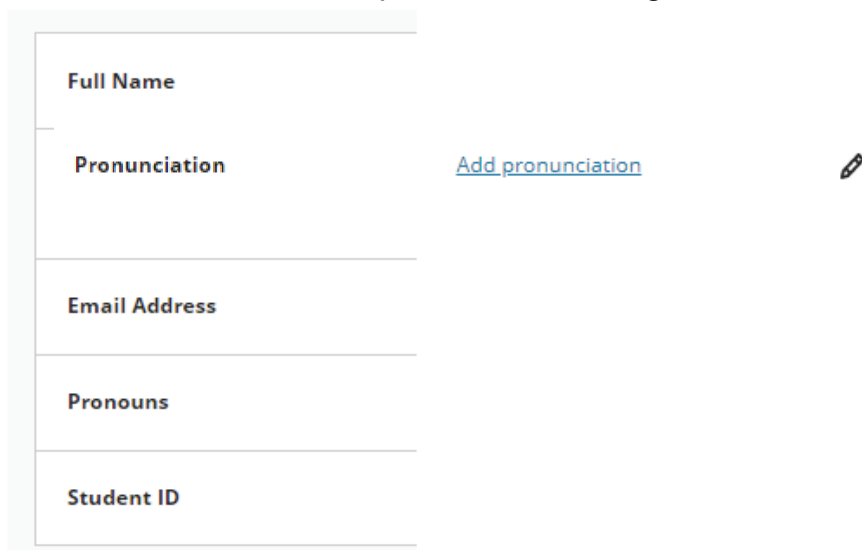 Full Name
Pronunciation Add pronunciation
Email Address
Pronouns
Student ID